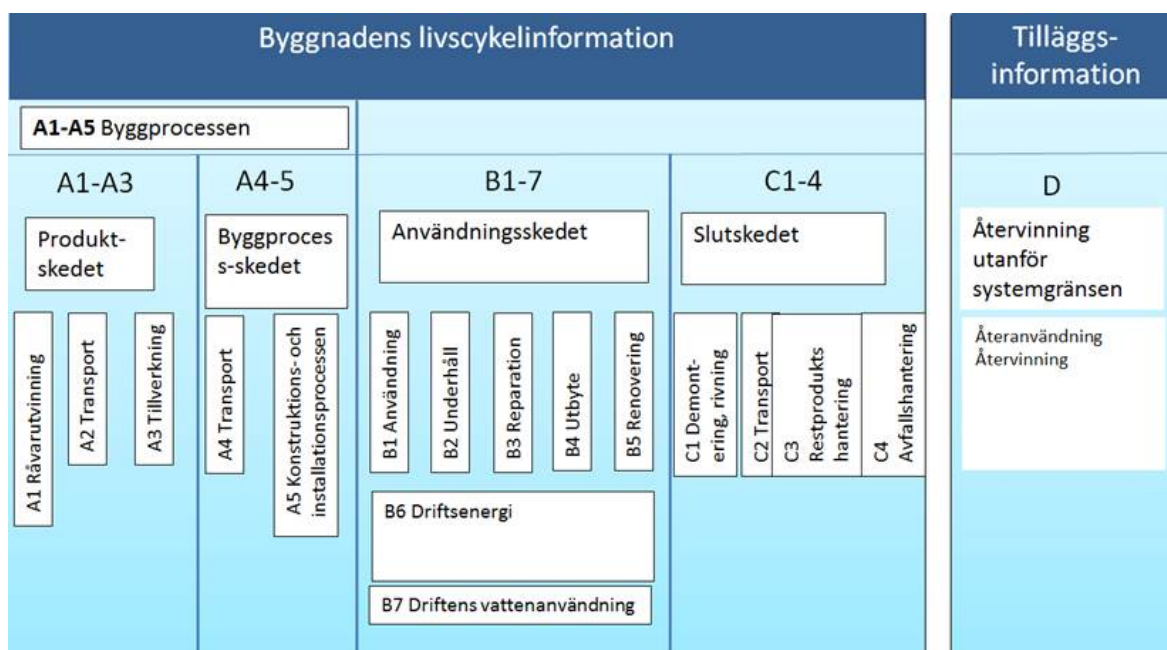 Byggnadens livscykelinformation
Tilläggs-
information
A1-A5 Byggprocessen
A1-A3
A4-5
B1-7
C1-4
D
Produkt-
skedet
Byggproces
s-skedet
Användningsskedet
Slutskedet
Återvinning
utanför
systemgränsen
A1 Råvarutvinning
A2 Transport
A3 Tillverkning
A4 Transport
A5 Konstruktions- och
installationsprocessen
B1 Användning
B2 Underhåll
B3 Reparation
B4 Utbyte
B5 Renovering
C1 Demont-
ering, rivning
C2 Transport
C3
Restprodukts
hantering
C4
Avfallshantering
Återanvändning
Återvinning
B6 Driftsenergi
B7 Driftens vattenanvändning